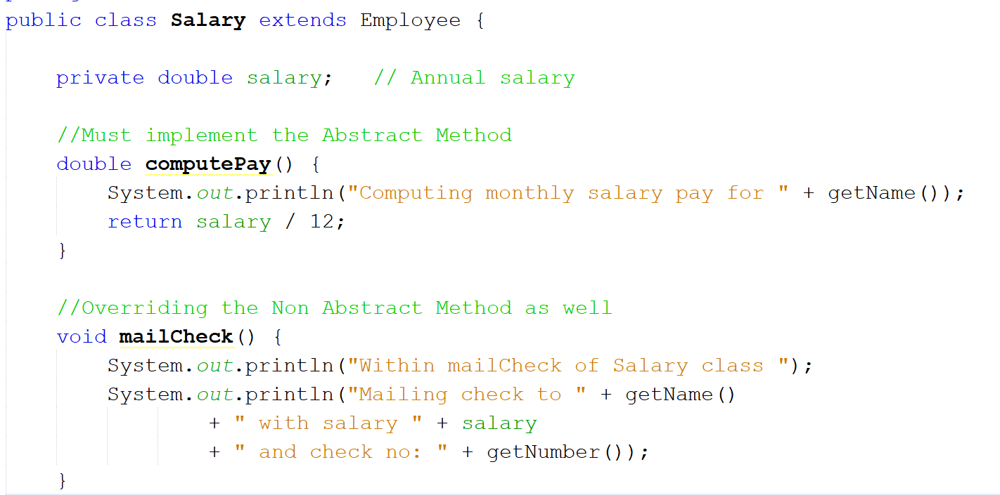 public class Salary extends Employee {
private double salary;   // Annual salary
//Must implement the Abstract Method
double computePay() {
System.out.println("Computing monthly salary pay for " + getName());
return salary / 12;
}
//Overriding the Non Abstract Method as well
void mailCheck() {
System.out.println("Within mailCheck of Salary class ");
System.out.println("Mailing check to " + getName()
+ " with salary " + salary
+ " and check no: " + getNumber());
}